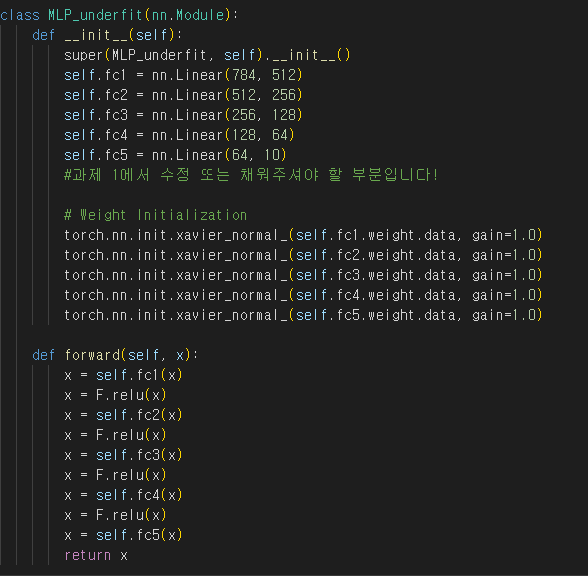 class MLP_underfit(nn.Module):
def __init__(self):
super(MLP_underfit, self).__init__()
self.fc1 = nn.Linear(784, 512)
self.fc2 = nn.Linear(512, 256)
self.fc3 = nn.Linear(256, 128)
self.fc4 = nn.Linear(128, 64)
self.fc5 = nn.Linear(64, 10)
#과제 1에서 수정 또는 채워주셔야 할 부분입니다!
# Weight Initialization
torch.nn.init.xavier_normal_(self.fc1.weight.data, gain=1.0)
torch.nn.init.xavier_normal_(self.fc2.weight.data, gain=1.0)
torch.nn.init.xavier_normal_(self.fc3.weight.data, gain=1.0)
torch.nn.init.xavier_normal_(self.fc4.weight.data, gain=1.0)
torch.nn.init.xavier_normal_(self.fc5.weight.data, gain=1.0)
def forward(self, x):
x = self.fc1(x)
x = F.relu(x)
x = self.fc2(x)
x = F.relu(x)
x = self.fc3(x)
x = F.relu(x)
x = self.fc4(x)
x = F.relu(x)
x = self.fc5(x)
return x